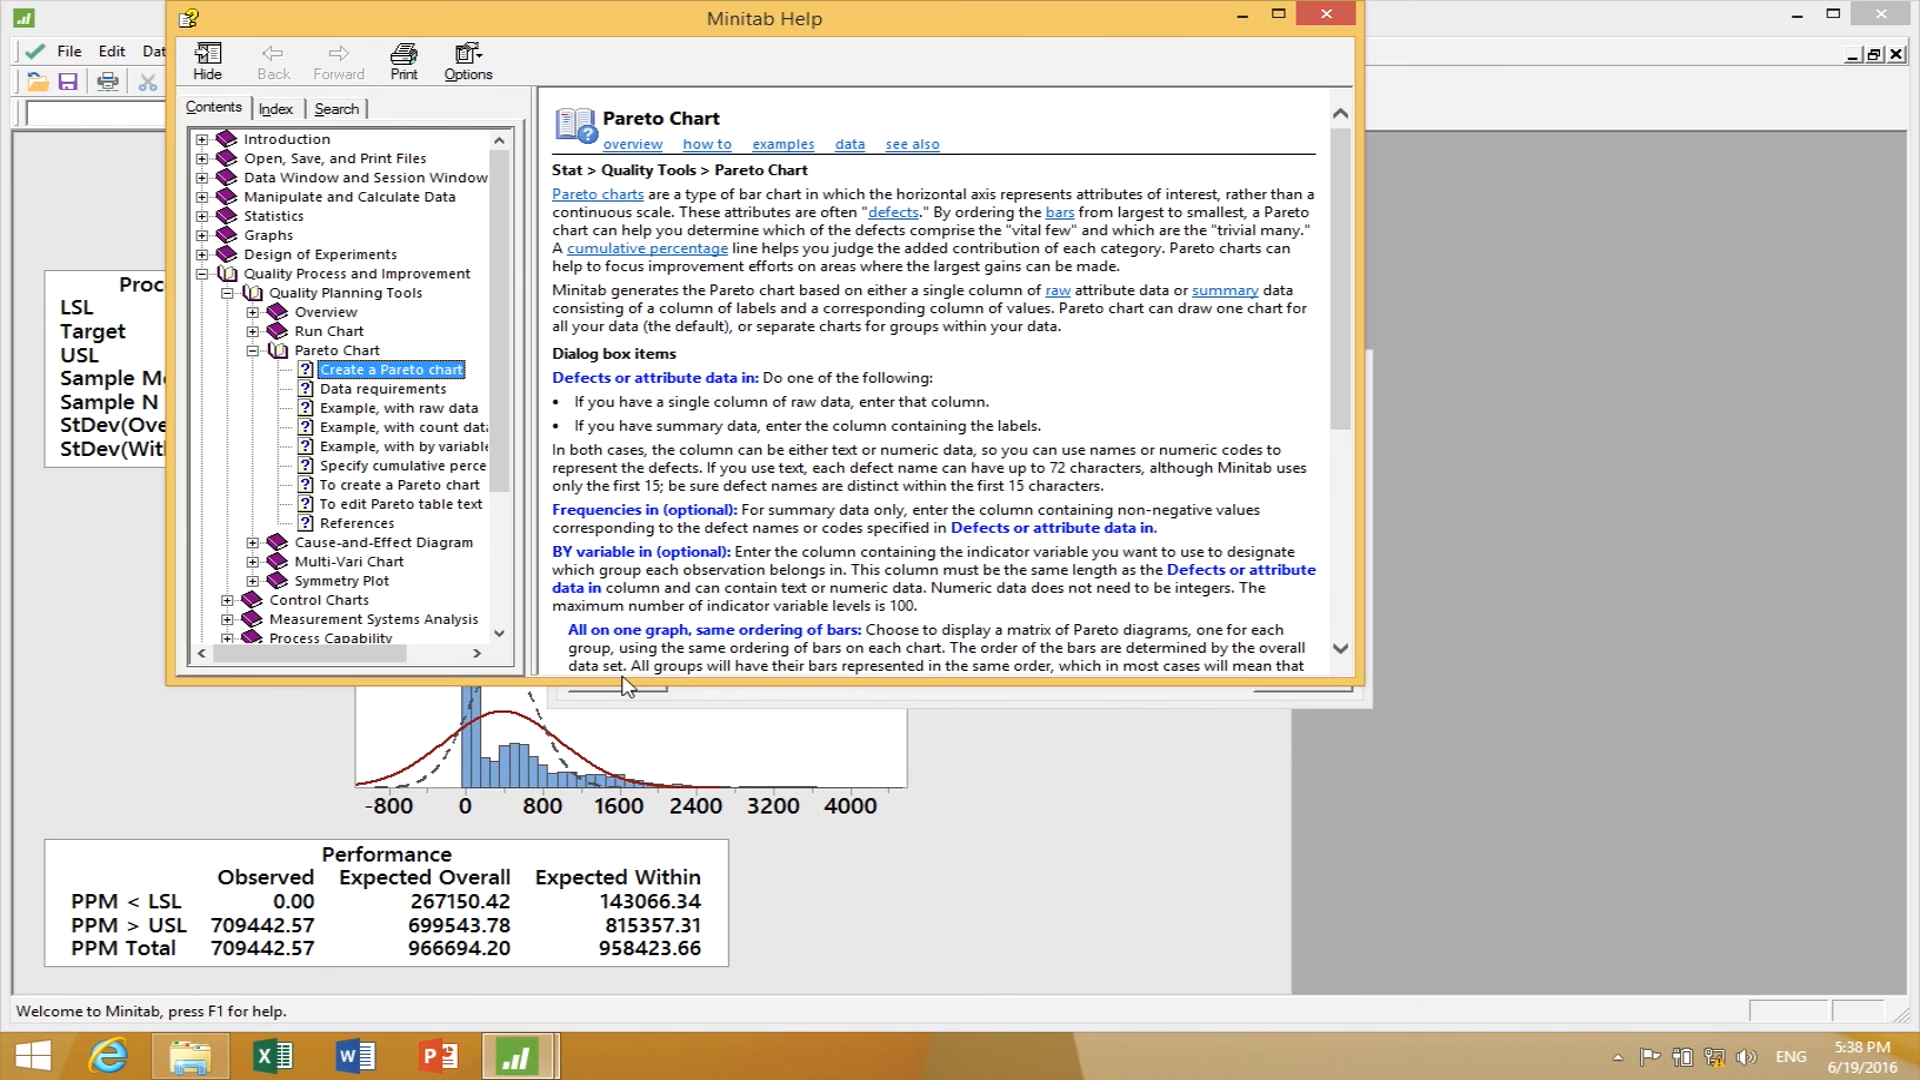 Minitab Help
File Edit Dat
Hide Back Forward Print Options
Contents Index Search
Introduction
Open, Save, and Print Files
Data Window and Session Window
Manipulate and Calculate Data
Statistics
Graphs
Design of Experiments
Quality Process and Improvement
Quality Planning Tools
Overview
Run Chart
Pareto Chart
Create a Pareto chart
Data requirements
Example, with raw data
Example, with count dat
Example, with by variable
Specify cumulative perce
To create a Pareto chart
To edit Pareto table text
References
Cause-and-Effect Diagram
Multi-Vari Chart
Symmetry Plot
Control Charts
Measurement Systems Analysis
Process Capability
Pareto Chart
overview how to examples data see also
Stat > Quality Tools > Pareto Chart
Pareto charts are a type of bar chart in which the horizontal axis represents attributes of interest, rather than a
continuous scale. These attributes are often "defects." By ordering the bars from largest to smallest, a Pareto
chart can help you determine which of the defects comprise the "vital few" and which are the "trivial many."
A cumulative percentage line helps you judge the added contribution of each category. Pareto charts can
help to focus improvement efforts on areas where the largest gains can be made.
Minitab generates the Pareto chart based on either a single column of raw attribute data or summary data
consisting of a column of labels and a corresponding column of values. Pareto chart can draw one chart for
all your data (the default), or separate charts for groups within your data.
Dialog box items
Defects or attribute data in: Do one of the following:
• If you have a single column of raw data, enter that column.
• If you have summary data, enter the column containing the labels.
In both cases, the column can be either text or numeric data, so you can use names or numeric codes to
represent the defects. If you use text, each defect name can have up to 72 characters, although Minitab uses
only the first 15; be sure defect names are distinct within the first 15 characters.
Frequencies in (optional): For summary data only, enter the column containing non-negative values
corresponding to the defect names or codes specified in Defects or attribute data in.
BY variable in (optional): Enter the column containing the indicator variable you want to use to designate
which group each observation belongs in. This column must be the same length as the Defects or attribute
data in column and can contain text or numeric data. Numeric data does not need to be integers. The
maximum number of indicator variable levels is 100.
All on one graph, same ordering of bars: Choose to display a matrix of Pareto diagrams, one for each
group, using the same ordering of bars on each chart. The order of the bars are determined by the overall
data set. All groups will have their bars represented in the same order, which in most cases will mean that
Proc
LSL
Target
USL
Sample Me
Sample N
StDev(Ove
StDev(With
-800 0 800 1600 2400 3200 4000
Performance
Observed Expected Overall Expected Within
PPM < LSL 0.00 267150.42 143066.34
PPM > USL 709442.57 699543.78 815357.31
PPM Total 709442.57 966694.20 958423.66
Welcome to Minitab, press F1 for help.
ENG
5:38 PM
6/19/2016